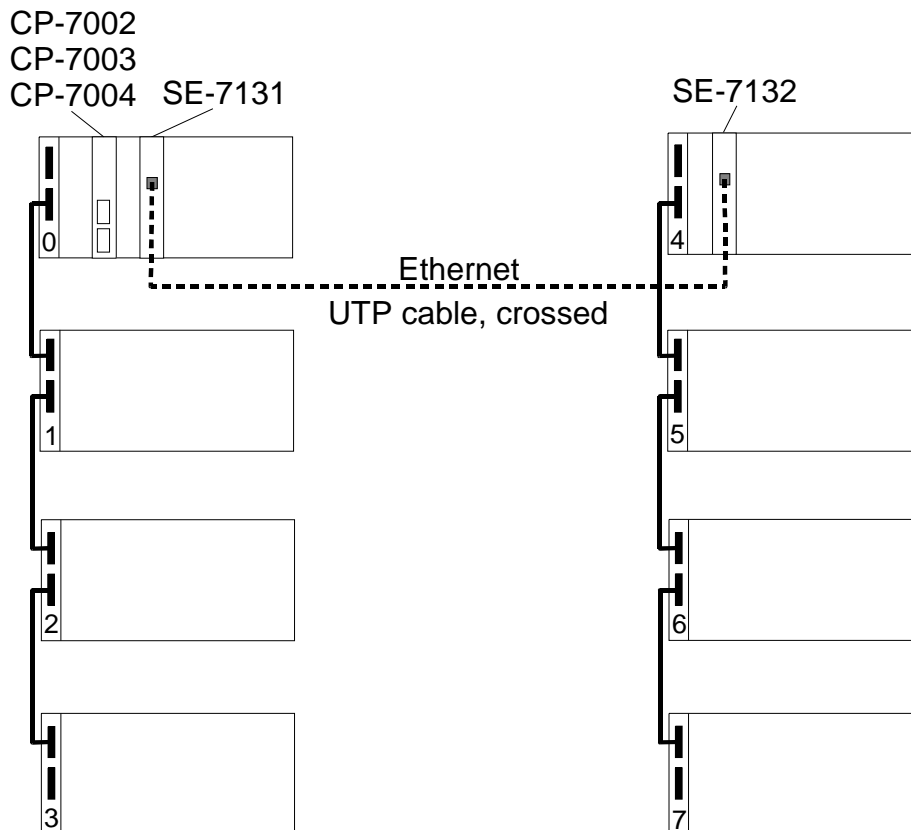 CP-7002
CP-7003
CP-7004
SE-7131
SE-7132
0
4
Ethernet
UTP cable, crossed
1
5
2
6
3
7